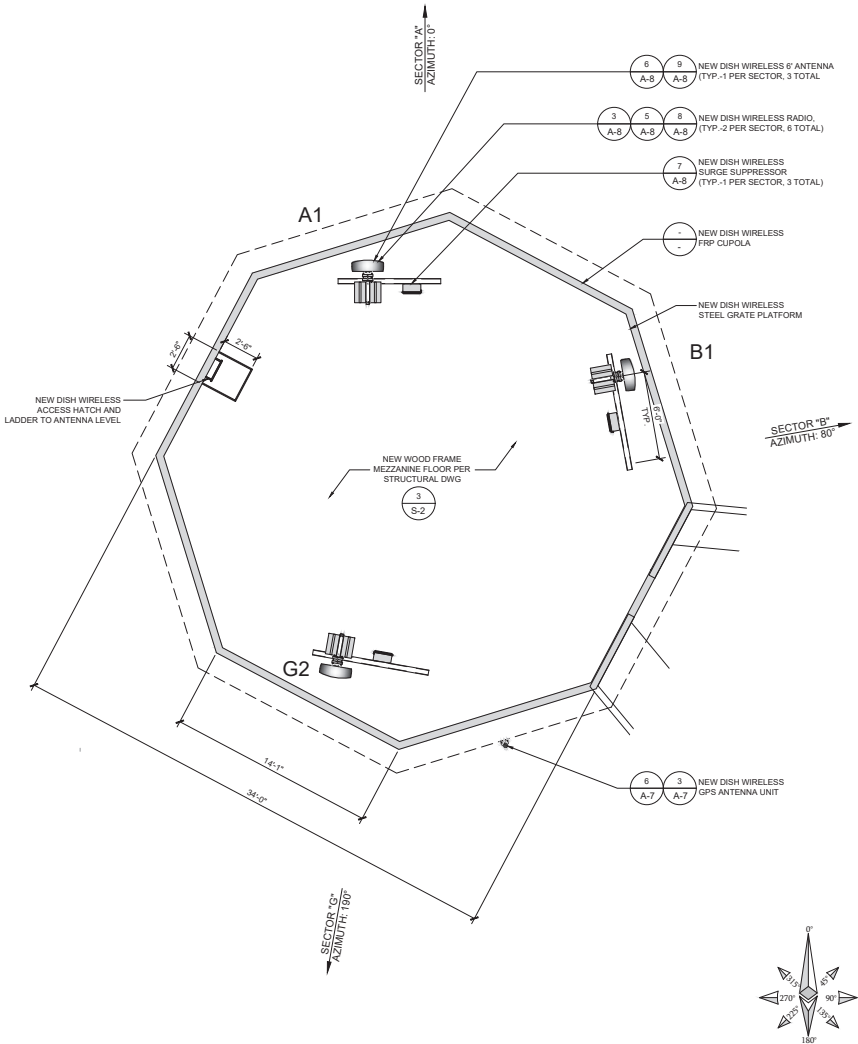 SECTOR "A"
AZIMUTH: 0°
6
A-8
9
A-8
NEW DISH WIRELESS 6' ANTENNA
(TYP.-1 PER SECTOR, 3 TOTAL
3
A-8
5
A-8
8
A-8
NEW DISH WIRELESS RADIO,
(TYP.-2 PER SECTOR, 6 TOTAL)
7
A-8
NEW DISH WIRELESS
SURGE SUPPRESSOR
(TYP.-1 PER SECTOR, 3 TOTAL)
A1
-
-
NEW DISH WIRELESS
FRP CUPOLA
NEW DISH WIRELESS
STEEL GRATE PLATFORM
B1
2'-6"
2'-6"
NEW DISH WIRELESS
ACCESS HATCH AND
LADDER TO ANTENNA LEVEL
6'-0"
TYP.
SECTOR "B"
AZIMUTH: 80°
NEW WOOD FRAME
MEZZANINE FLOOR PER
STRUCTURAL DWG
3
S-2
G2
14'-1"
34'-0"
6
A-7
3
A-7
NEW DISH WIRELESS
GPS ANTENNA UNIT
SECTOR "G"
AZIMUTH: 190°
0°
315°
45°
270°
90°
225°
135°
180°